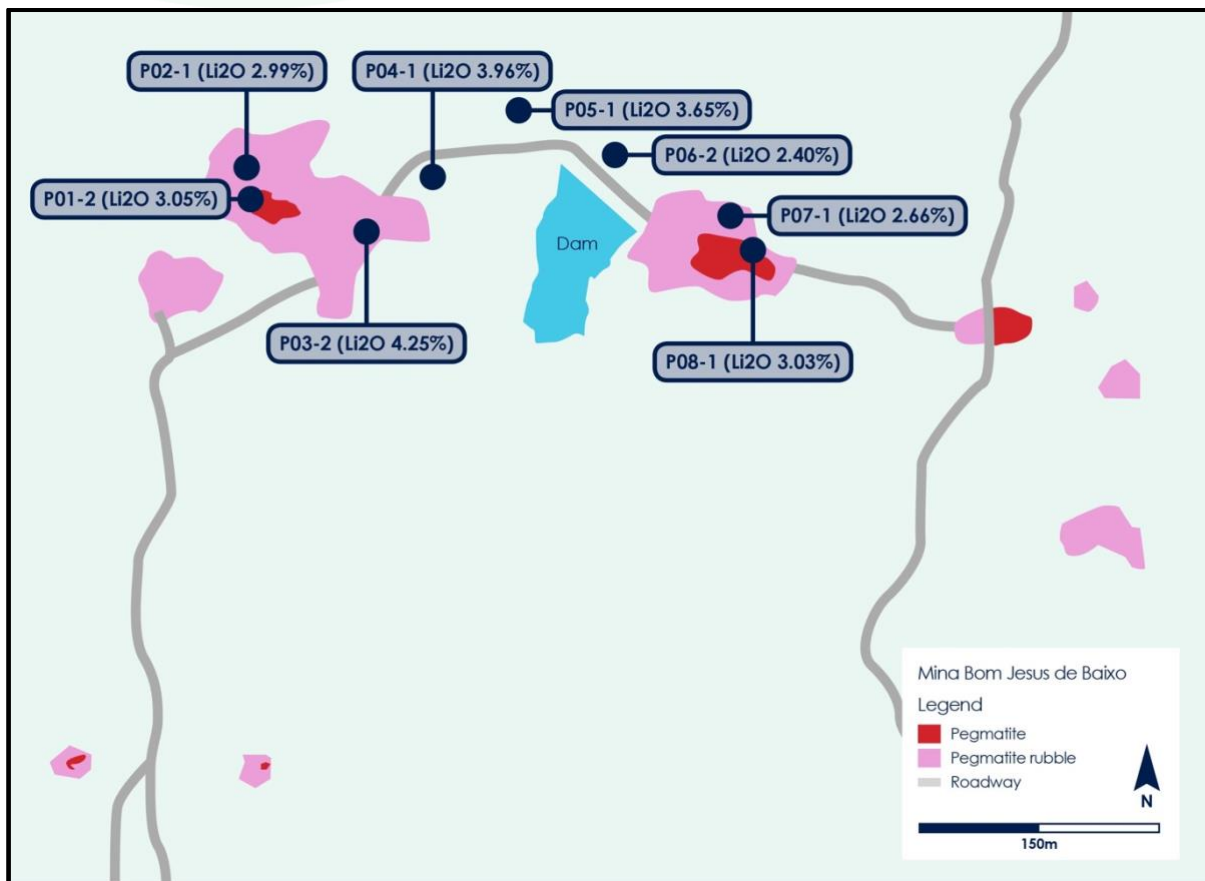 P02-1 (Li2O 2.99%)
P04-1 (Li2O 3.96%)
P05-1 (Li2O 3.65%)
P06-2 (Li2O 2.40%)
P01-2 (Li2O 3.05%)
P07-1 (Li2O 2.66%)
Dam
P03-2 (Li2O 4.25%)
P08-1 (Li2O 3.03%)
Mina Bom Jesus de Baixo
Legend
Pegmatite
Pegmatite rubble
Roadway
N
150m